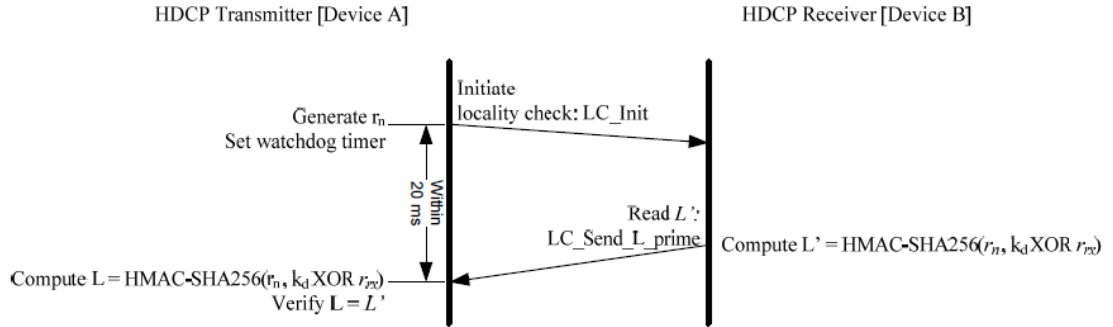 HDCP Transmitter [Device A]
HDCP Receiver [Device B]
Initiate
locality check: LC_Init
Generate rn
Set watchdog timer
Within
20 ms
Read L’:
LC_Send_L_prime
Compute L’ = HMAC-SHA256(rn, kd XOR rrx)
Compute L = HMAC-SHA256(rn, kd XOR rrx)
Verify L = L’